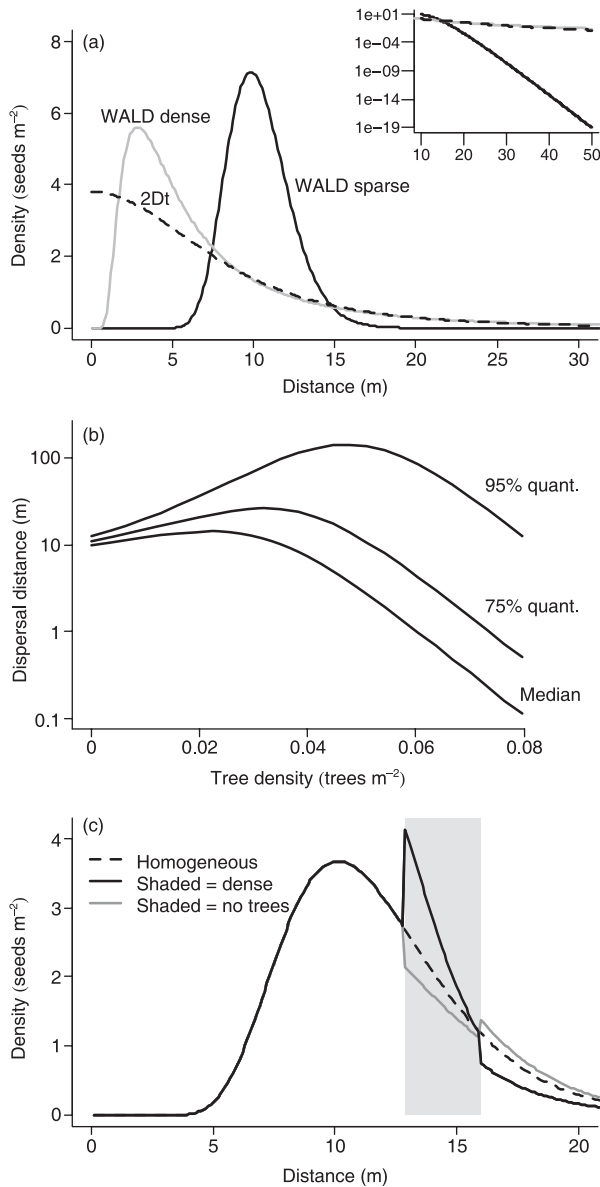 (a)
8
6
4
2
0
Density (seeds m⁻²)
WALD dense
2Dt
WALD sparse
1e+01
1e−04
1e−09
1e−14
1e−19
10 20 30 40 50
0 5 10 15 20 25 30
Distance (m)
(b)
100
10
1
0.1
Dispersal distance (m)
95% quant.
75% quant.
Median
0 0.02 0.04 0.06 0.08
Tree density (trees m⁻²)
(c)
4
3
2
1
0
Density (seeds m⁻²)
Homogeneous
Shaded = dense
Shaded = no trees
0 5 10 15 20
Distance (m)